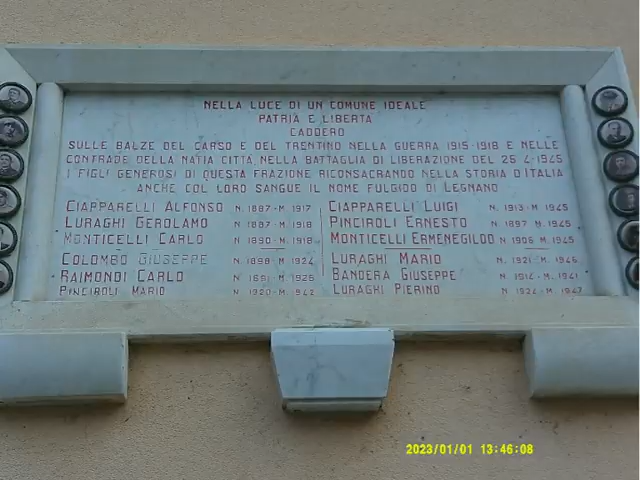 NELLA LUCE DI UN COMUNE IDEALE
PATRIA E LIBERTA
CADDERO
SULLE BALZE DEL CARSO E DEL TRENTINO NELLA GUERRA 1915-1918 E NELLE
CONTRADE DELLA NATIA CITTÀ, NELLA BATTAGLIA DI LIBERAZIONE DEL 26 4-1945
I FIGLI GENEROSI DI QUESTA FRAZIONE RICONSACRANDO NELLA STORIA D'ITALIA
ANCHE COL LORO SANGUE IL NOME FULGIDO DI LEGNANO
CIAPPARELLI ALFONSO N. 1887-M. 1917
LURAGHI GEROLAMO N. 1887-M. 1918
MONTICELLI CARLO N. 1890-M. 1918
COLOMBO GIUSEPPE N. 1898-M. 1924
RAIMONDI CARLO N. 1891-M. 1925
PINCIROLI MARIO N. 1920-M. 1942
CIAPPARELLI LUIGI N. 1913-M. 1945
PINCIROLI ERNESTO N. 1897 M. 1945
MONTICELLI ERMENEGILDO N. 1906 M. 1945
LURAGHI MARIO N. 1921-M. 1946
BANDERA GIUSEPPE N. 1914-M. 1941
LURAGHI PIERINO N. 1924-M. 1947
2023/01/01 13:46:08